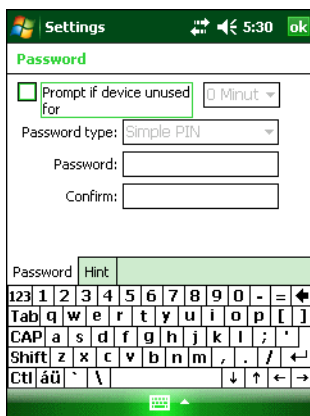 Settings 5:30 ok
Password
Prompt if device unused for 0 Minut
Password type: Simple PIN
Password:
Confirm:
Password Hint
123 1 2 3 4 5 6 7 8 9 0 - =
Tab q w e r t y u i o p [ ]
CAP a s d f g h j k l ; '
Shift z x c v b n m , . /
Ctl áü ` \